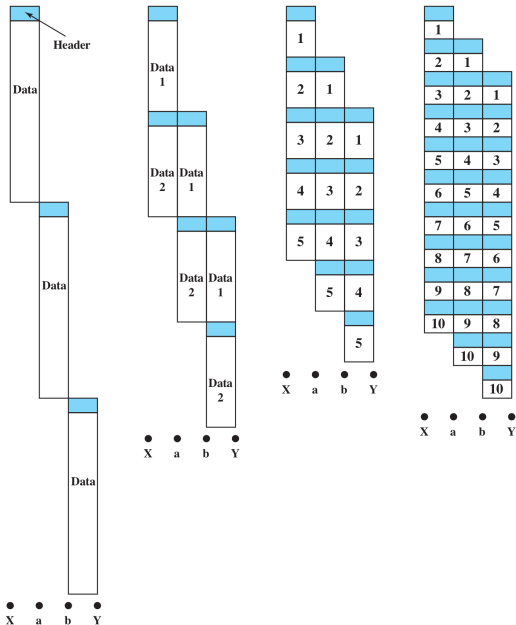 Header
Data
Data
Data
X a b Y
Data
1
Data Data
2 1
Data Data
2 1
Data
2
X a b Y
1
2 1
3 2 1
4 3 2
5 4 3
5 4
5
X a b Y
1
2 1
3 2 1
4 3 2
5 4 3
6 5 4
7 6 5
8 7 6
9 8 7
10 9 8
10 9
10
X a b Y